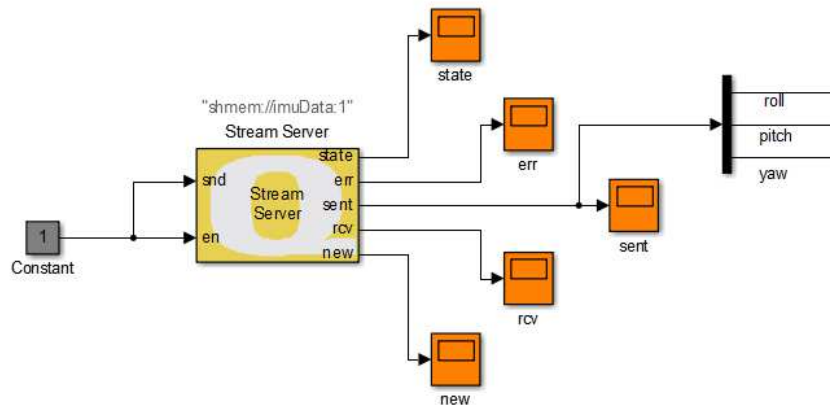 state
"shmem://imuData:1"
Stream Server
err
roll
pitch
yaw
snd
en
Stream
Server
state
err
sent
rcv
new
sent
1
Constant
rcv
new